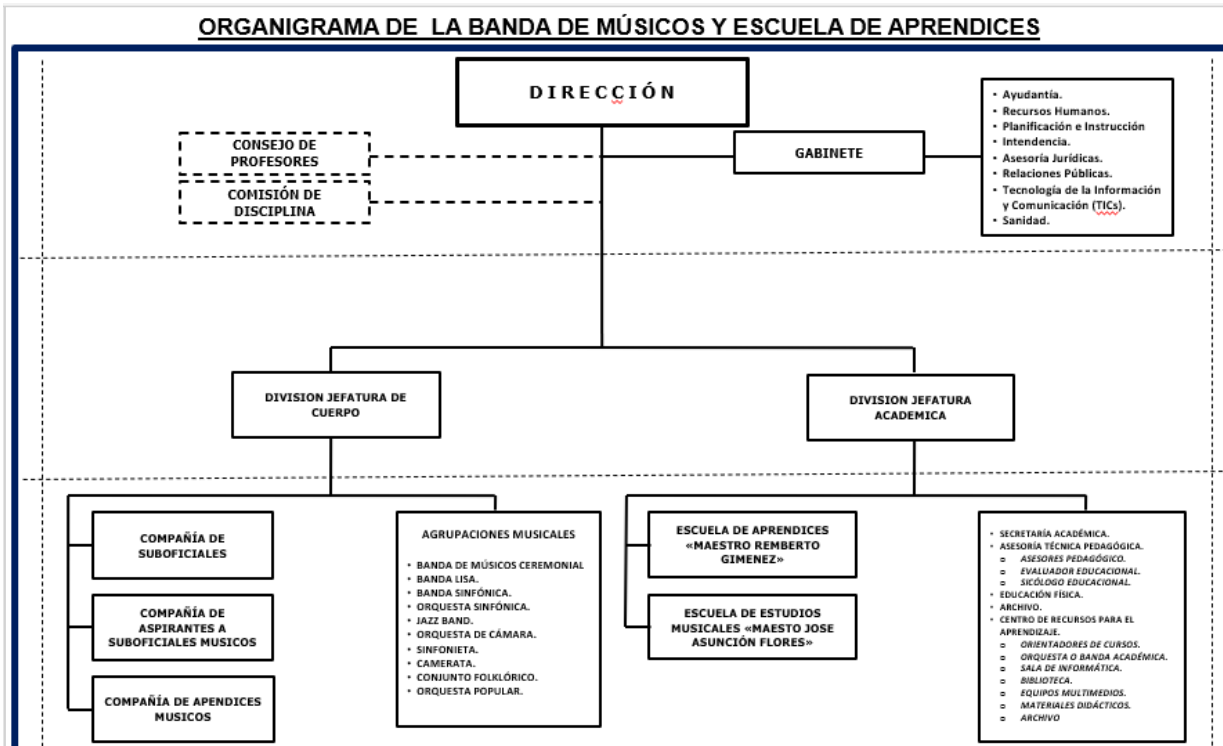 ORGANIGRAMA DE LA BANDA DE MÚSICOS Y ESCUELA DE APRENDICES
DIRECCIÓN
CONSEJO DE
PROFESORES
COMISIÓN DE
DISCIPLINA
GABINETE
• Ayudantía.
• Recursos Humanos.
• Planificación e Instrucción
• Intendencia.
• Asesoría Jurídicas.
• Relaciones Públicas.
• Tecnología de la Información
y Comunicación (TICs).
• Sanidad.
DIVISION JEFATURA DE
CUERPO
DIVISION JEFATURA
ACADEMICA
COMPAÑÍA DE
SUBOFICIALES
COMPAÑÍA DE
ASPIRANTES A
SUBOFICIALES MUSICOS
COMPAÑÍA DE APENDICES
MUSICOS
AGRUPACIONES MUSICALES
• BANDA DE MÚSICOS CEREMONIAL
• BANDA LISA.
• BANDA SINFÓNICA.
• ORQUESTA SINFÓNICA.
• JAZZ BAND.
• ORQUESTA DE CÁMARA.
• SINFONIETA.
• CAMERATA.
• CONJUNTO FOLKLÓRICO.
• ORQUESTA POPULAR.
ESCUELA DE APRENDICES
«MAESTRO REMBERTO
GIMENEZ»
ESCUELA DE ESTUDIOS
MUSICALES «MAESTO JOSE
ASUNCIÓN FLORES»
• SECRETARÍA ACADÉMICA.
• ASESORÍA TÉCNICA PEDAGÓGICA.
o ASESORES PEDAGÓGICO.
o EVALUADOR EDUCACIONAL.
o SICÓLOGO EDUCACIONAL.
• EDUCACIÓN FÍSICA.
• ARCHIVO.
• CENTRO DE RECURSOS PARA EL
APRENDIZAJE.
o ORIENTADORES DE CURSOS.
o ORQUESTA O BANDA ACADÉMICA.
o SALA DE INFORMÁTICA.
o BIBLIOTECA.
o EQUIPOS MULTIMEDIOS.
o MATERIALES DIDÁCTICOS.
o ARCHIVO